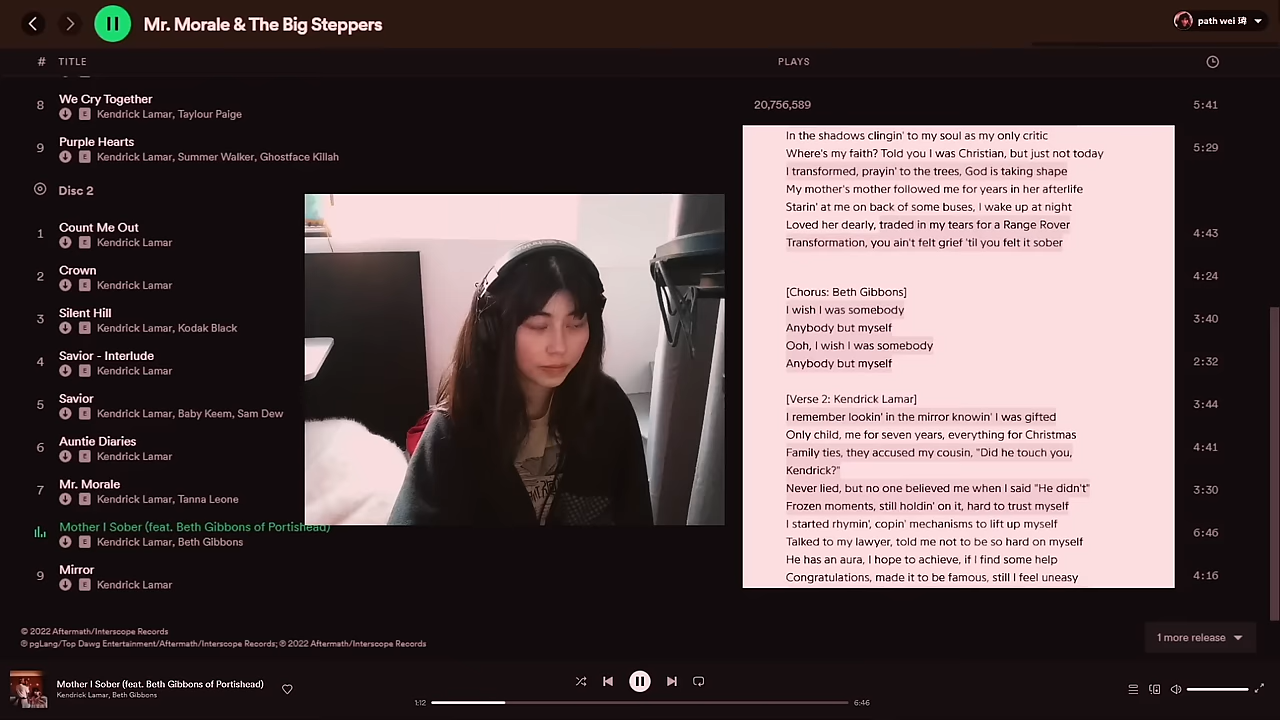 Mr. Morale & The Big Steppers
path wei 瑋
# TITLE PLAYS
8 We Cry Together 20,756,589 5:41
E Kendrick Lamar, Taylour Paige
9 Purple Hearts 5:29
E Kendrick Lamar, Summer Walker, Ghostface Killah
Disc 2
1 Count Me Out 4:43
E Kendrick Lamar
2 Crown 4:24
E Kendrick Lamar
3 Silent Hill 3:40
E Kendrick Lamar, Kodak Black
4 Savior - Interlude 2:32
E Kendrick Lamar
5 Savior 3:44
E Kendrick Lamar, Baby Keem, Sam Dew
6 Auntie Diaries 4:41
E Kendrick Lamar
7 Mr. Morale 3:30
E Kendrick Lamar, Tanna Leone
Mother I Sober (feat. Beth Gibbons of Portishead) 6:46
E Kendrick Lamar, Beth Gibbons
9 Mirror 4:16
E Kendrick Lamar
In the shadows clingin' to my soul as my only critic
Where's my faith? Told you I was Christian, but just not today
I transformed, prayin' to the trees, God is taking shape
My mother's mother followed me for years in her afterlife
Starin' at me on back of some buses, I wake up at night
Loved her dearly, traded in my tears for a Range Rover
Transformation, you ain't felt grief 'til you felt it sober
[Chorus: Beth Gibbons]
I wish I was somebody
Anybody but myself
Ooh, I wish I was somebody
Anybody but myself
[Verse 2: Kendrick Lamar]
I remember lookin' in the mirror knowin' I was gifted
Only child, me for seven years, everything for Christmas
Family ties, they accused my cousin, "Did he touch you,
Kendrick?"
Never lied, but no one believed me when I said "He didn't"
Frozen moments, still holdin' on it, hard to trust myself
I started rhymin', copin' mechanisms to lift up myself
Talked to my lawyer, told me not to be so hard on myself
He has an aura, I hope to achieve, if I find some help
Congratulations, made it to be famous, still I feel uneasy
© 2022 Aftermath/Interscope Records
℗ pgLang/Top Dawg Entertainment/Aftermath/Interscope Records; ℗ 2022 Aftermath/Interscope Records
1 more release
Mother I Sober (feat. Beth Gibbons of Portishead)
Kendrick Lamar, Beth Gibbons
1:12 6:46